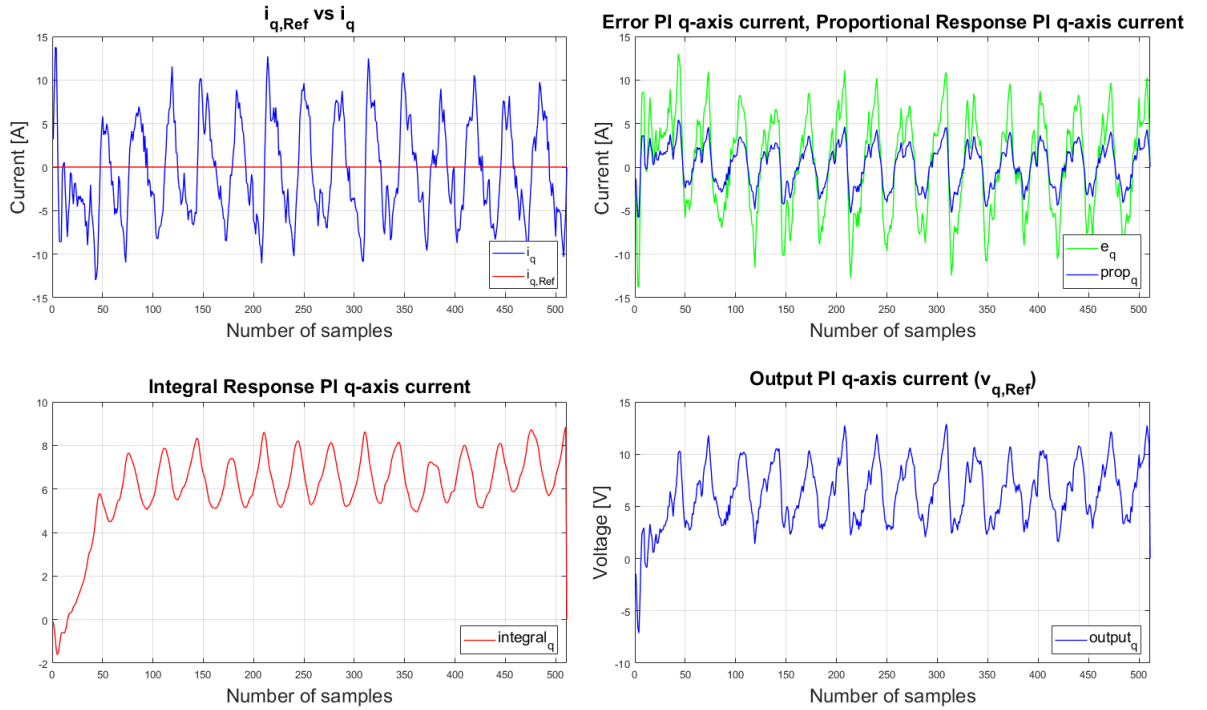 i_q,Ref vs i_q
Current [A]
15
10
5
0
-5
-10
-15
0 50 100 150 200 250 300 350 400 450 500
Number of samples
i_q
i_q,Ref
Error PI q-axis current, Proportional Response PI q-axis current
Current [A]
15
10
5
0
-5
-10
-15
0 50 100 150 200 250 300 350 400 450 500
Number of samples
e_q
prop_q
Integral Response PI q-axis current
10
8
6
4
2
0
-2
0 50 100 150 200 250 300 350 400 450 500
Number of samples
integral_q
Output PI q-axis current (v_q,Ref)
Voltage [V]
15
10
5
0
-5
-10
0 50 100 150 200 250 300 350 400 450 500
Number of samples
output_q